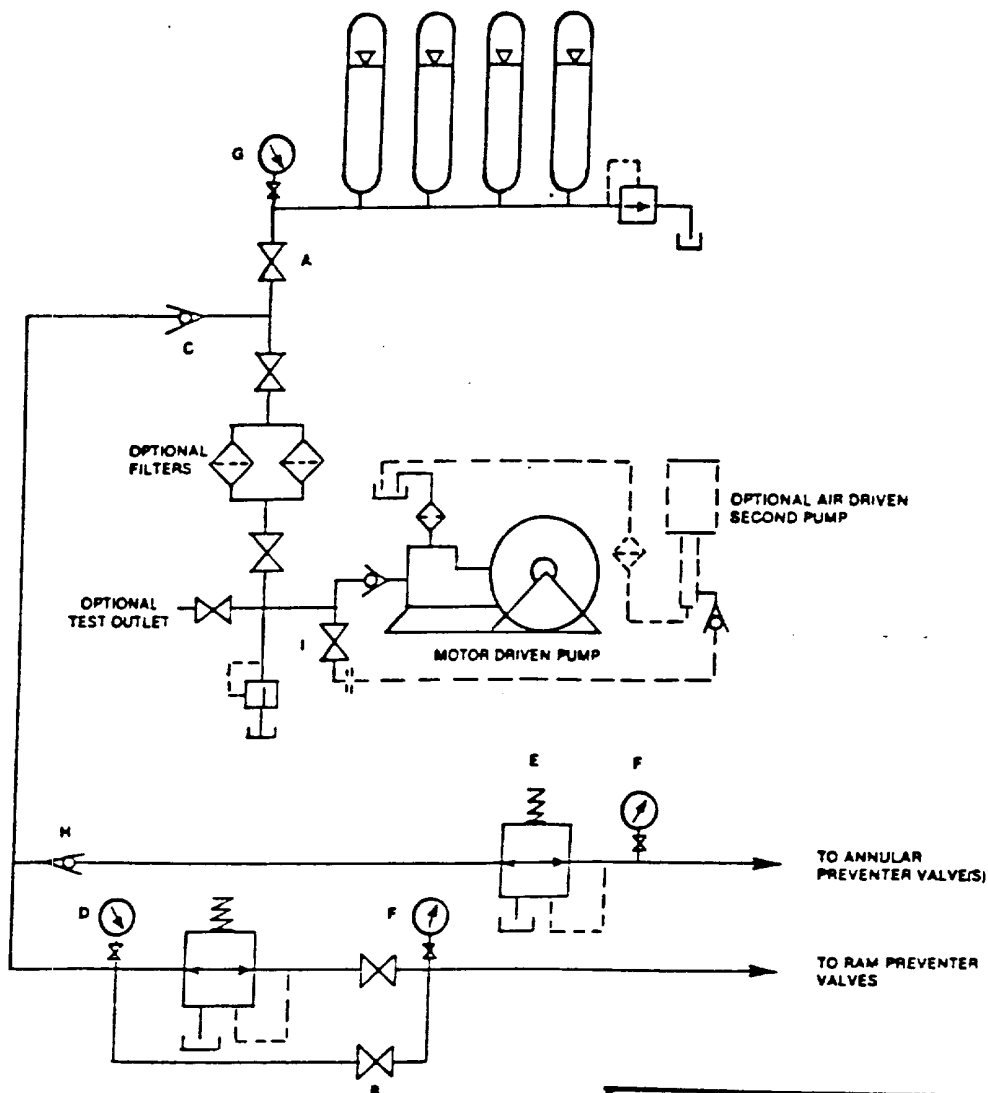 G
A
C
OPTIONAL
FILTERS
OPTIONAL AIR DRIVEN
SECOND PUMP
OPTIONAL
TEST OUTLET
I
MOTOR DRIVEN PUMP
E
F
H
TO ANNULAR
PREVENTER VALVE(S)
D
F
TO RAM PREVENTER
VALVES